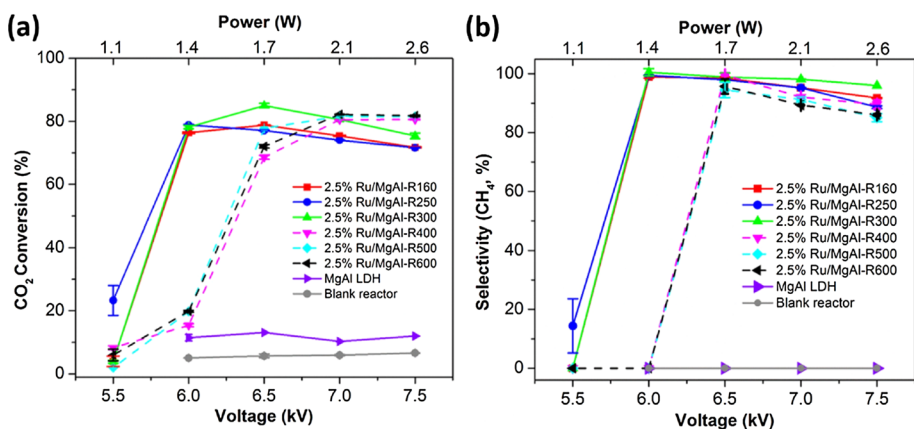 (a)
Power (W)
1.1 1.4 1.7 2.1 2.6
100
80
60
40
20
0
CO2 Conversion (%)
2.5% Ru/MgAl-R160
2.5% Ru/MgAl-R250
2.5% Ru/MgAl-R300
2.5% Ru/MgAl-R400
2.5% Ru/MgAl-R500
2.5% Ru/MgAl-R600
MgAl LDH
Blank reactor
5.5 6.0 6.5 7.0 7.5
Voltage (kV)
(b)
Power (W)
1.1 1.4 1.7 2.1 2.6
100
80
60
40
20
0
Selectivity (CH4, %)
2.5% Ru/MgAl-R160
2.5% Ru/MgAl-R250
2.5% Ru/MgAl-R300
2.5% Ru/MgAl-R400
2.5% Ru/MgAl-R500
2.5% Ru/MgAl-R600
MgAl LDH
Blank reactor
5.5 6.0 6.5 7.0 7.5
Voltage (kV)